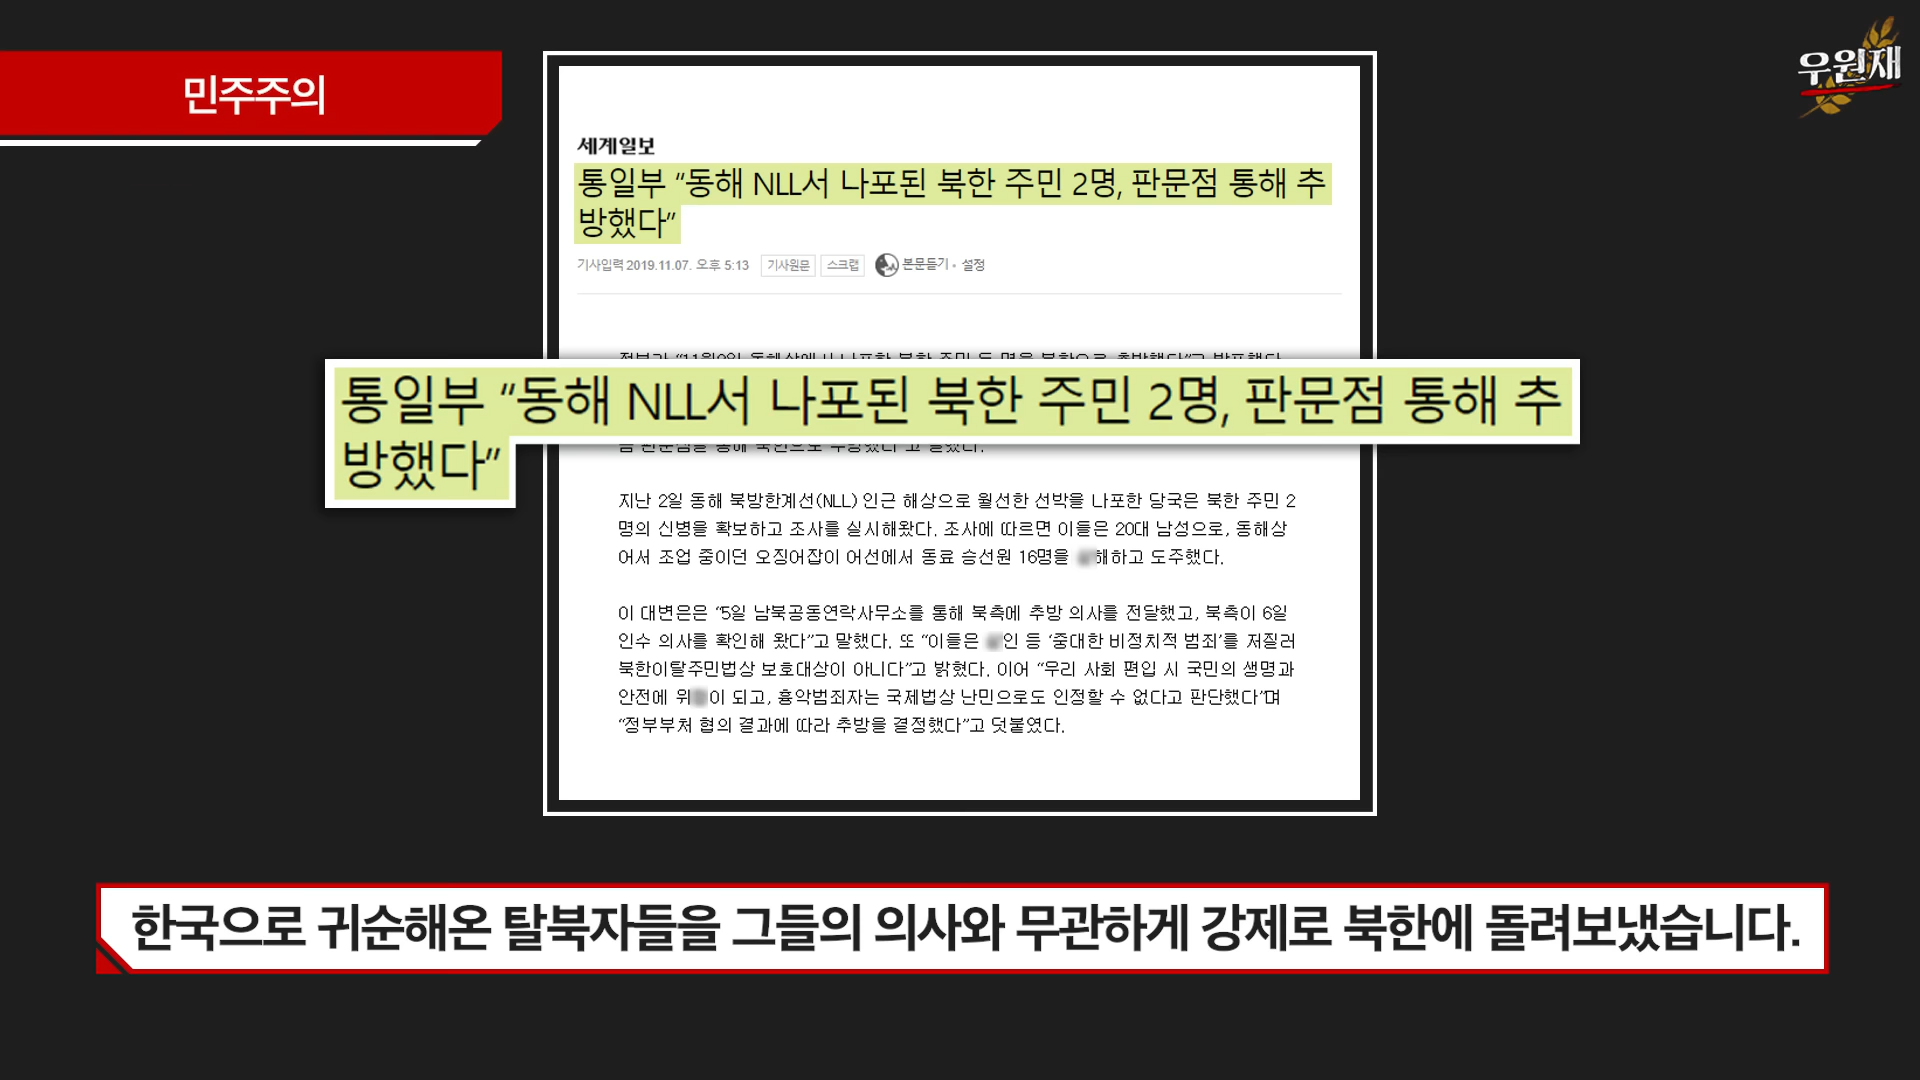 민주주의
우원재
세계일보
통일부 “동해 NLL서 나포된 북한 주민 2명, 판문점 통해 추
방했다”
기사입력 2019.11.07. 오후 5:13 기사원문 스크랩 본문듣기 · 설정
통일부 “동해 NLL서 나포된 북한 주민 2명, 판문점 통해 추
방했다”
지난 2일 동해 북방한계선(NLL) 인근 해상으로 월선한 선박을 나포한 당국은 북한 주민 2
명의 신병을 확보하고 조사를 실시해왔다. 조사에 따르면 이들은 20대 남성으로, 동해상
어서 조업 중이던 오징어잡이 어선에서 동료 승선원 16명을 해하고 도주했다.
이 대변은은 “5일 남북공동연락사무소를 통해 북측에 추방 의사를 전달했고, 북측이 6일
인수 의사를 확인해 왔다”고 말했다. 또 “이들은 인 등 ‘중대한 비정치적 범죄’를 저질러
북한이탈주민법상 보호대상이 아니다”고 밝혔다. 이어 “우리 사회 편입 시 국민의 생명과
안전에 위 이 되고, 흉악범죄자는 국제법상 난민으로도 인정할 수 없다고 판단했다”며
“정부부처 협의 결과에 따라 추방을 결정했다”고 덧붙였다.
한국으로 귀순해온 탈북자들을 그들의 의사와 무관하게 강제로 북한에 돌려보냈습니다.